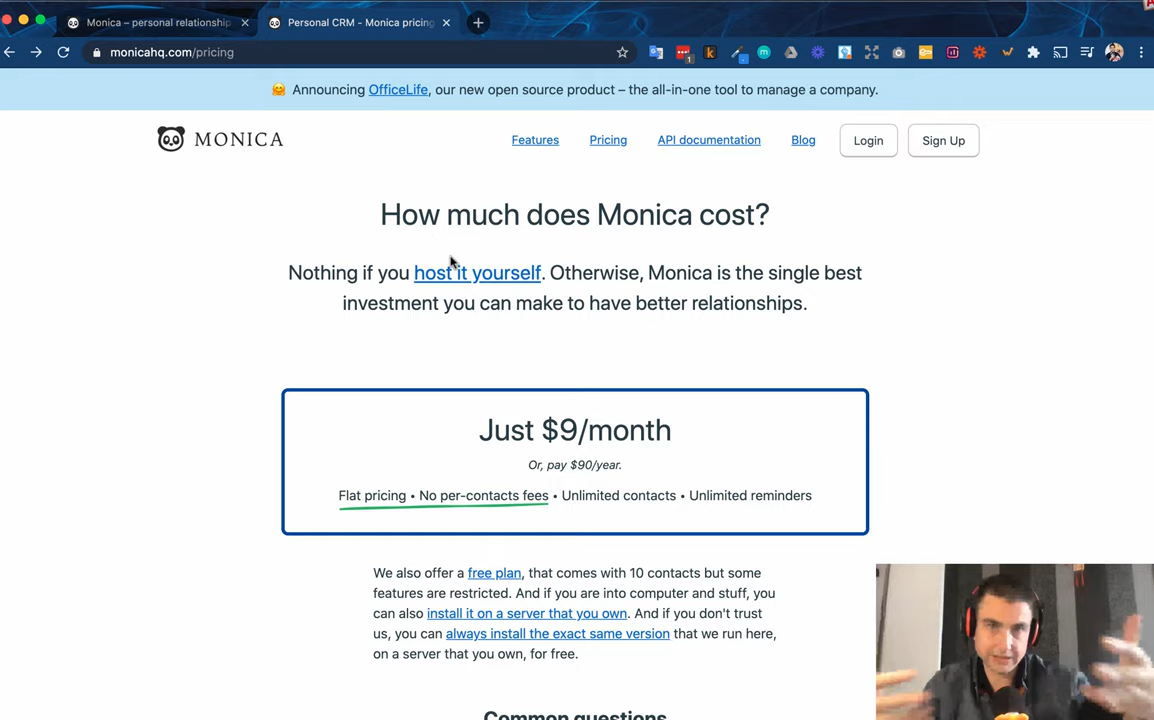 Monica – personal relationship
Personal CRM - Monica pricing
monicahq.com/pricing
🤗 Announcing OfficeLife, our new open source product – the all-in-one tool to manage a company.
MONICA
Features
Pricing
API documentation
Blog
Login
Sign Up
How much does Monica cost?
Nothing if you host it yourself. Otherwise, Monica is the single best
investment you can make to have better relationships.
Just $9/month
Or, pay $90/year.
Flat pricing • No per-contacts fees • Unlimited contacts • Unlimited reminders
We also offer a free plan, that comes with 10 contacts but some
features are restricted. And if you are into computer and stuff, you
can also install it on a server that you own. And if you don't trust
us, you can always install the exact same version that we run here,
on a server that you own, for free.
Common questions